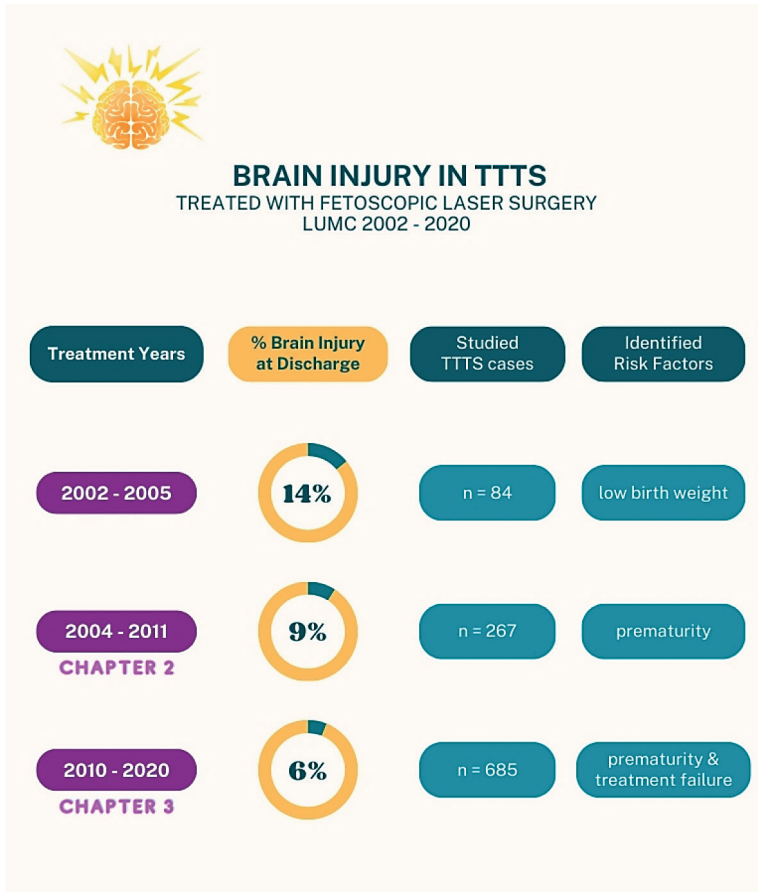 BRAIN INJURY IN TTTS
TREATED WITH FETOSCOPIC LASER SURGERY
LUMC 2002 - 2020
Treatment Years
% Brain Injury
at Discharge
Studied
TTTS cases
Identified
Risk Factors
2002 - 2005
14%
n = 84
low birth weight
2004 - 2011
CHAPTER 2
9%
n = 267
prematurity
2010 - 2020
CHAPTER 3
6%
n = 685
prematurity &
treatment failure